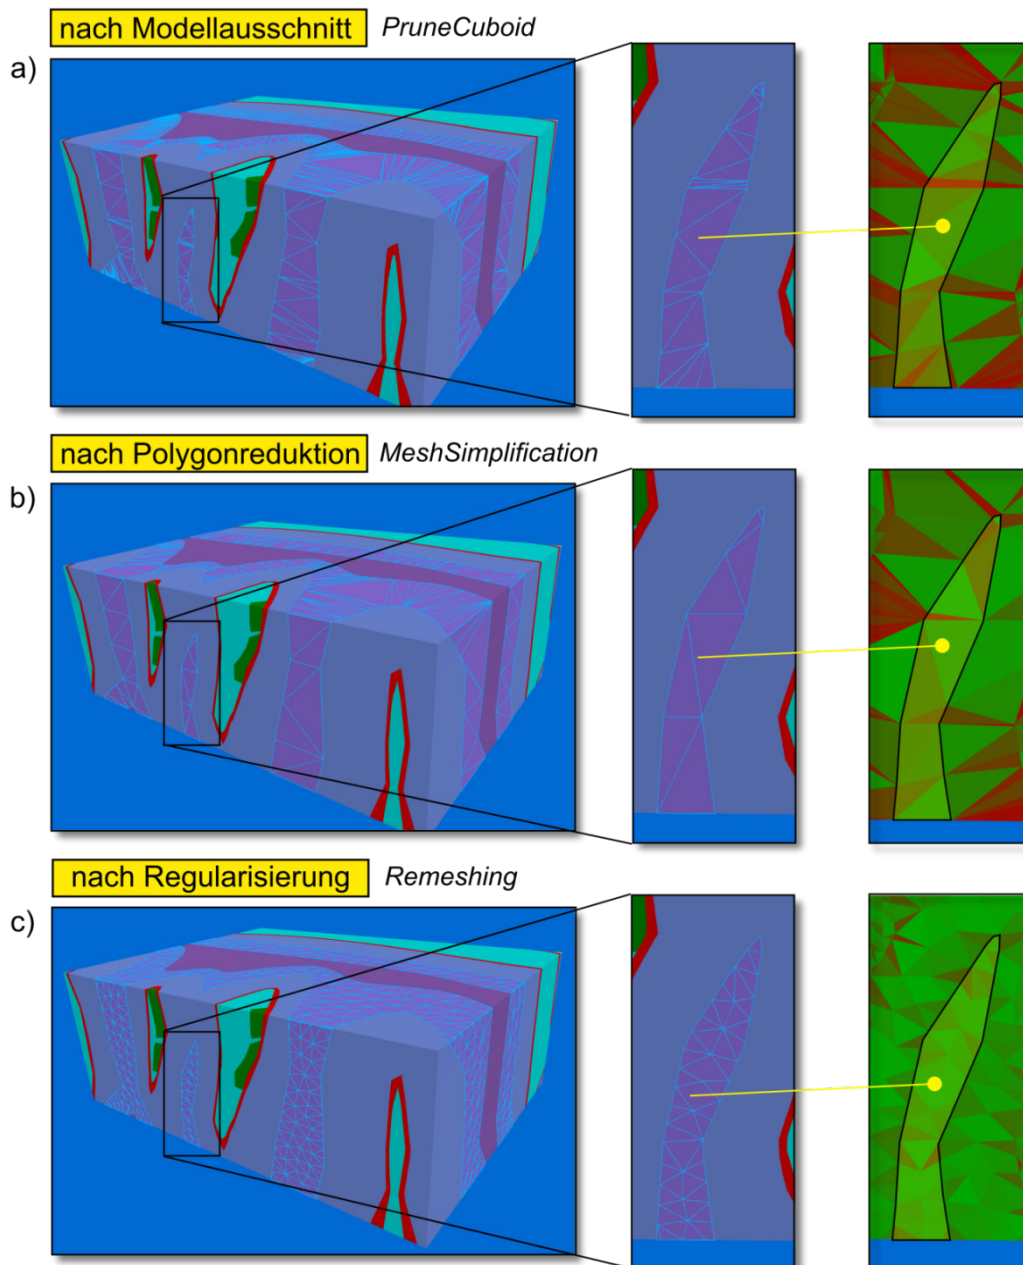 nach Modellausschnitt PruneCuboid
a)
nach Polygonreduktion MeshSimplification
b)
nach Regularisierung Remeshing
c)